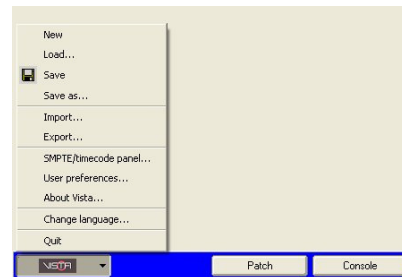 New
Load...
Save
Save as...
Import...
Export...
SMPTE/timecode panel...
User preferences...
About Vista...
Change language...
Quit
VISTA
Patch
Console